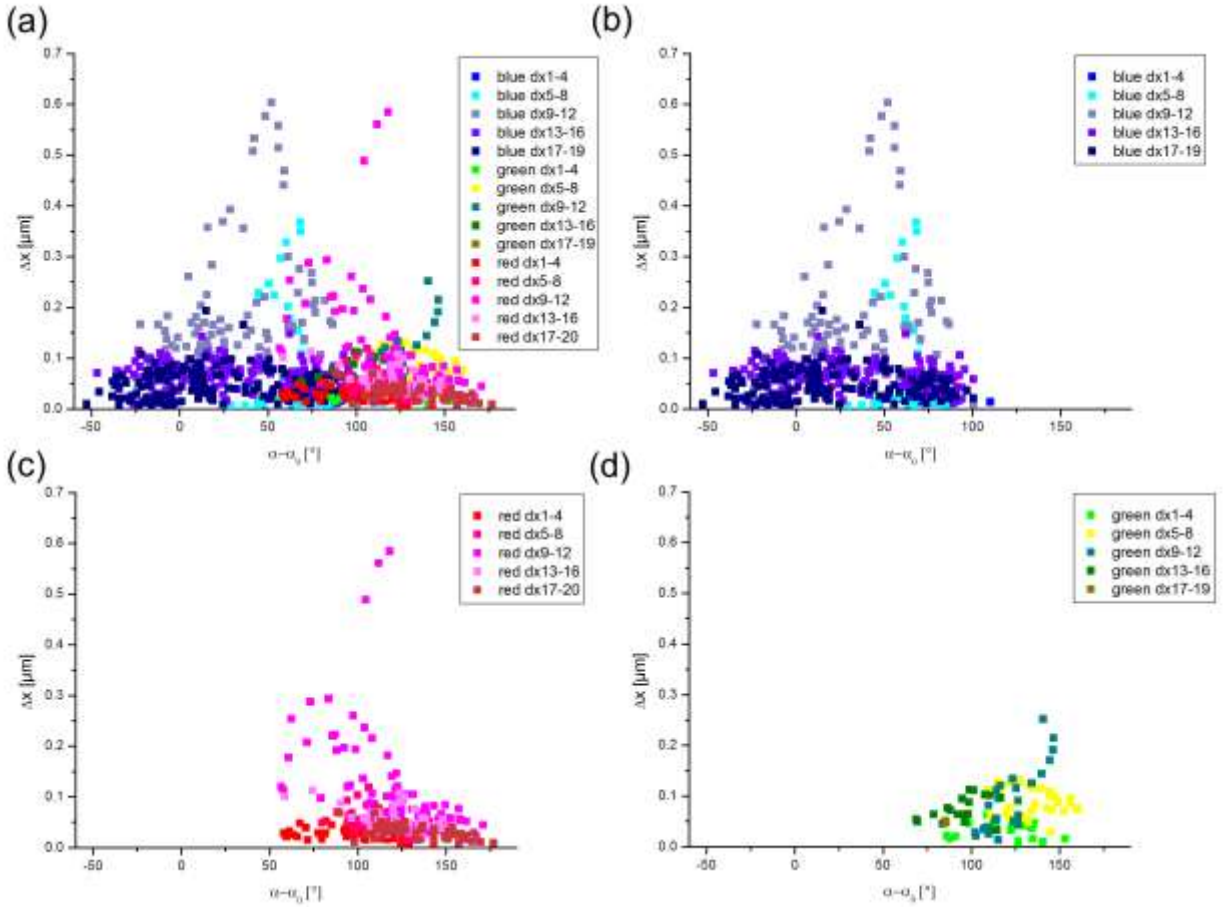 (a)
0.7
0.6
0.5
0.4
0.3
0.2
0.1
0.0
Δx [μm]
-50 0 50 100 150
α−α₀ [°]
blue dx1-4
blue dx5-8
blue dx9-12
blue dx13-16
blue dx17-19
green dx1-4
green dx5-8
green dx9-12
green dx13-16
green dx17-19
red dx1-4
red dx5-8
red dx9-12
red dx13-16
red dx17-20
(b)
0.7
0.6
0.5
0.4
0.3
0.2
0.1
0.0
Δx [μm]
-50 0 50 100 150
α−α₀ [°]
blue dx1-4
blue dx5-8
blue dx9-12
blue dx13-16
blue dx17-19
(c)
0.7
0.6
0.5
0.4
0.3
0.2
0.1
0.0
Δx [μm]
-50 0 50 100 150
α−α₀ [°]
red dx1-4
red dx5-8
red dx9-12
red dx13-16
red dx17-20
(d)
0.7
0.6
0.5
0.4
0.3
0.2
0.1
0.0
Δx [μm]
-50 0 50 100 150
α−α₀ [°]
green dx1-4
green dx5-8
green dx9-12
green dx13-16
green dx17-19